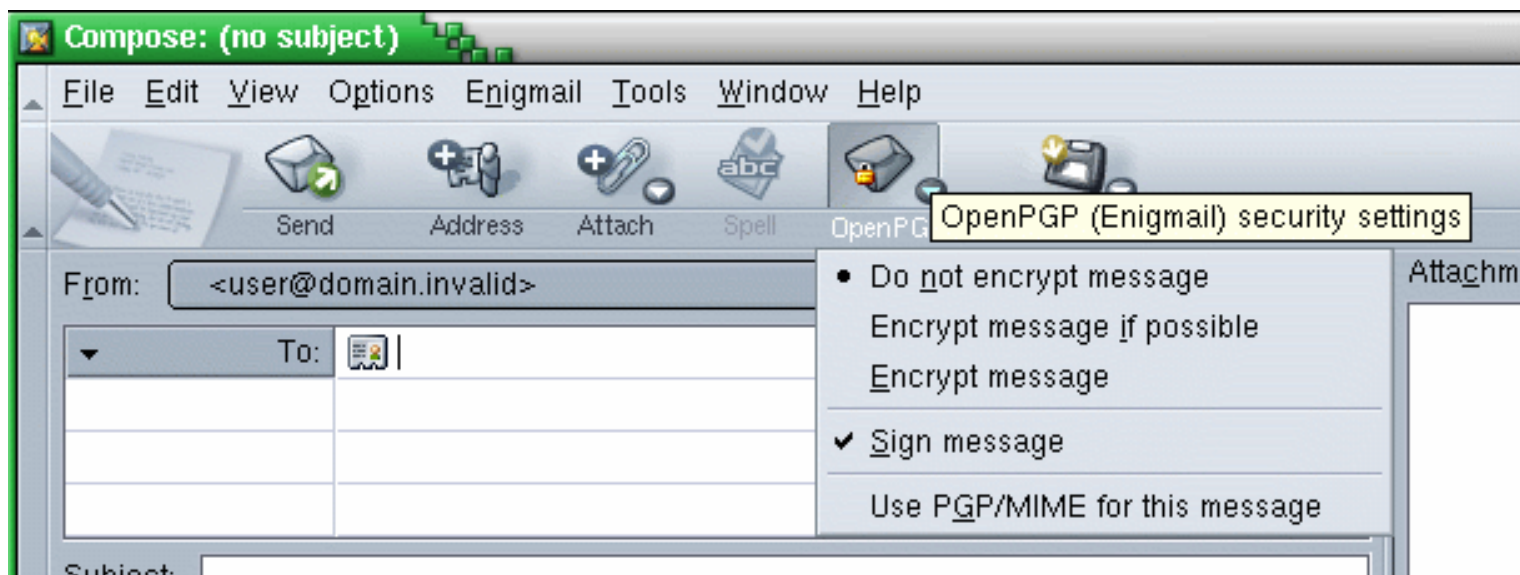 Compose: (no subject)
File Edit View Options Enigmail Tools Window Help
abc
Send Address Attach Spell OpenPG
OpenPGP (Enigmail) security settings
From: <user@domain.invalid>
Do not encrypt message
Attachm
Encrypt message if possible
To:
Encrypt message
Sign message
Use PGP/MIME for this message
Subject: